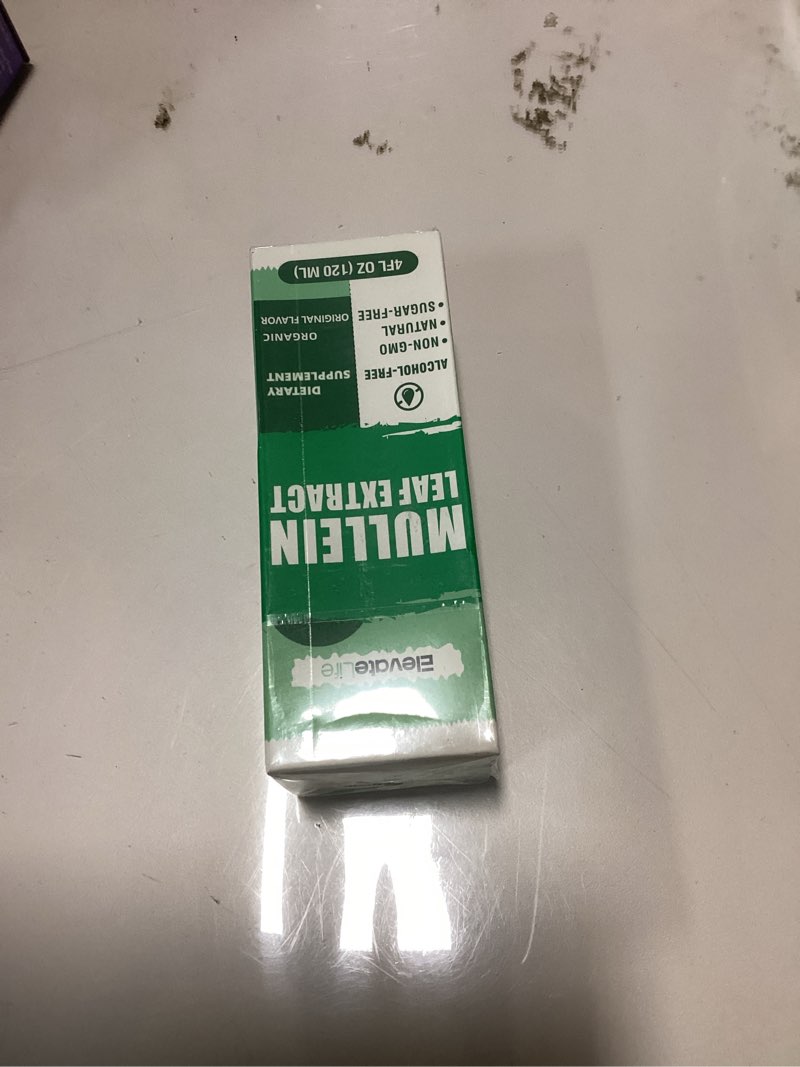 ElevateLife
MULLEIN
LEAF EXTRACT
ALCOHOL-FREE
• NON-GMO
• NATURAL
• SUGAR-FREE
DIETARY
SUPPLEMENT
ORGANIC
ORIGINAL FLAVOR
4FL OZ (120 ML)